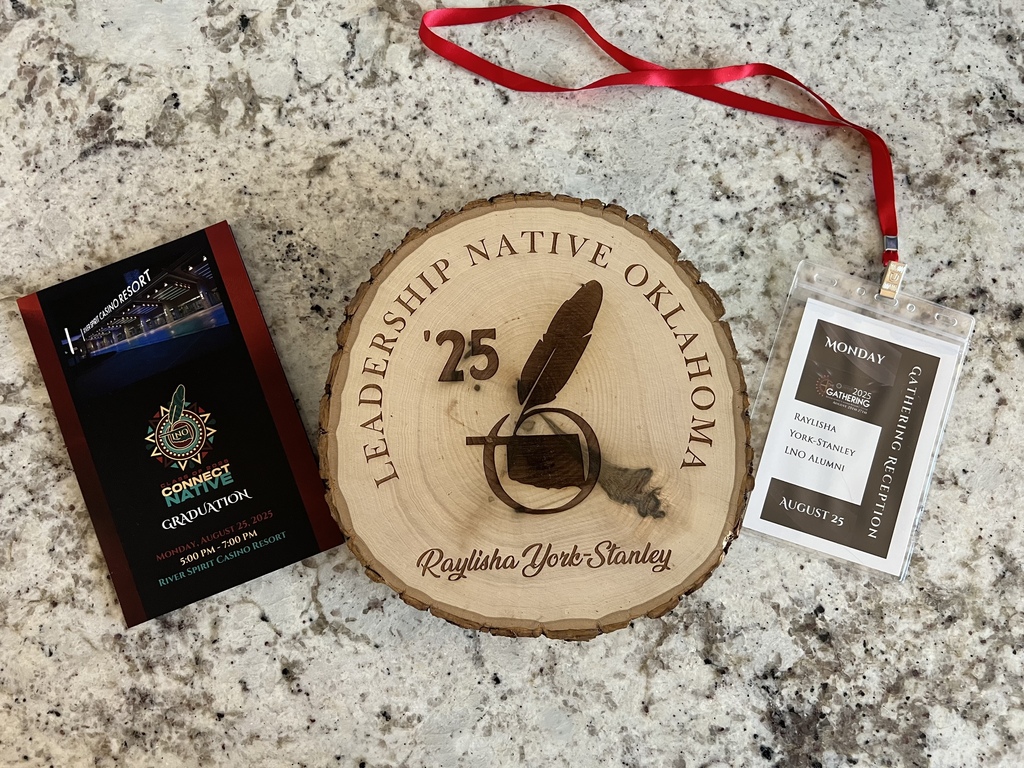 RIVER SPIRIT CASINO RESORT
LNO
CONNECT
NATIVE
GRADUATION
MONDAY, AUGUST 25, 2025
5:00 PM - 7:00 PM
RIVER SPIRIT CASINO RESORT
LEADERSHIP NATIVE OKLAHOMA
'25
Raylisha York-Stanley
MONDAY
2025
GATHERING
RAYLISHA
YORK-STANLEY
LNO ALUMNI
AUGUST 25
GATHERING RECEPTION